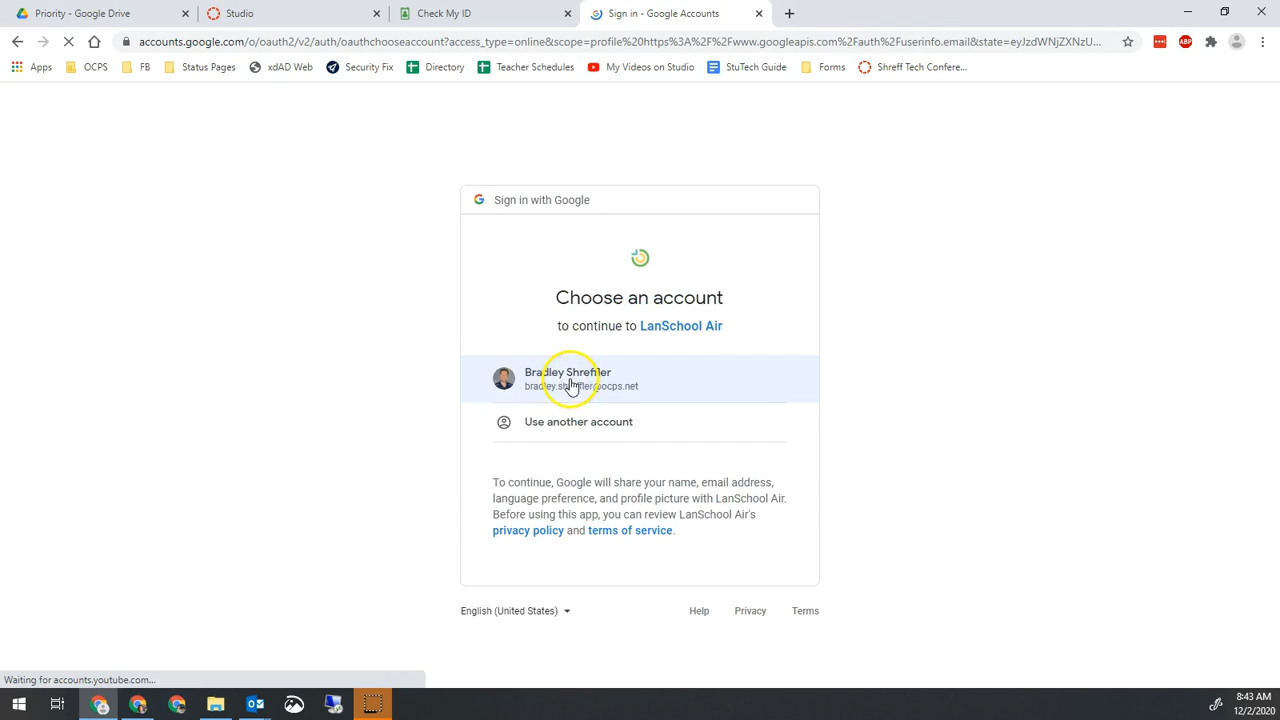 Priority - Google Drive
Studio
Check My ID
Sign in - Google Accounts
accounts.google.com/o/oauth2/v2/auth/oauthchooseaccount?access_type=online&scope=profile%20https%3A%2F%2Fwww.googleapis.com%2Fauth%2Fuserinfo.email&state=eyJzdWNjZXNzU...
Apps
OCPS
FB
Status Pages
xdAD Web
Security Fix
Directory
Teacher Schedules
My Videos on Studio
StuTech Guide
Forms
Shreff Tech Confere...
Sign in with Google
Choose an account
to continue to LanSchool Air
Bradley Shreffler
bradley.shreffler@ocps.net
Use another account
To continue, Google will share your name, email address,
language preference, and profile picture with LanSchool Air.
Before using this app, you can review LanSchool Air's
privacy policy and terms of service.
English (United States)
Help
Privacy
Terms
Waiting for accounts.youtube.com...
8:43 AM
12/2/2020